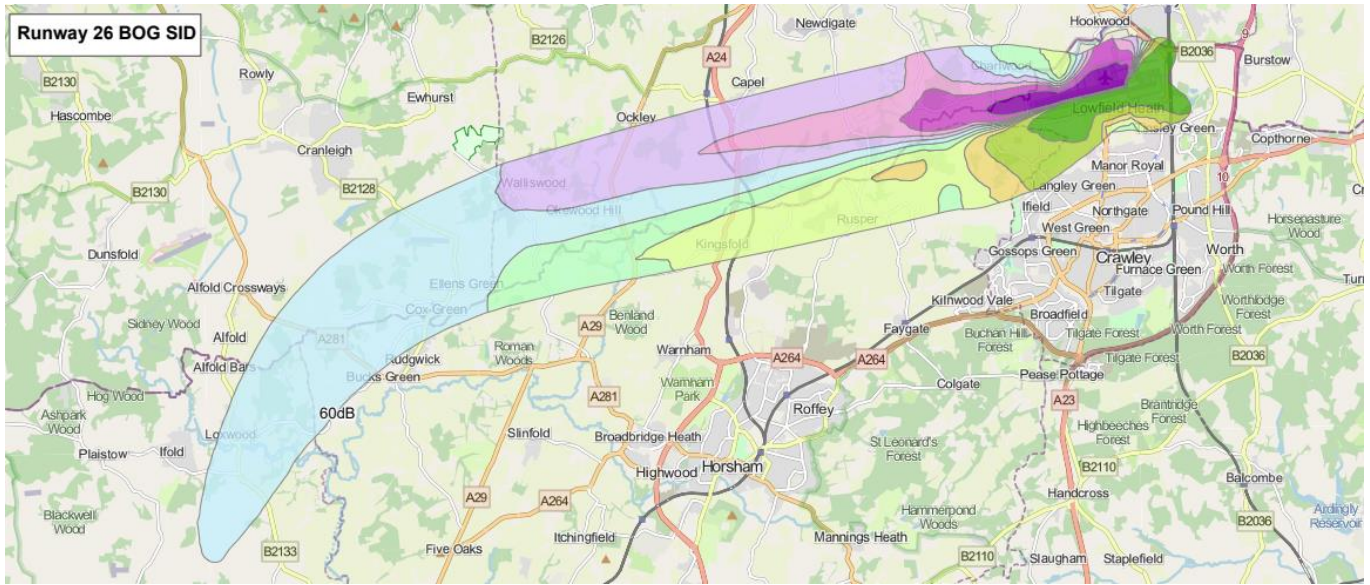 Runway 26 BOG SID
Newdigate
Hookwood
9
B2036
Burstow
B2126
A24
B2130
Rowly
Capel
Charlwood
Ewhurst
Hascombe
Ockley
Lowfield Heath
Copthorne
Cranleigh
Manor Royal
10
B2130
B2128
Walliswood
Langley Green
Okewood Hill
Ifield
Northgate
Pound Hill
Rusper
West Green
Horsepasture
Wood
Dunsfold
Kingsfold
Gossops Green
Crawley
Worth
Furnace Green
Worth Forest
Alfold Crossways
Ellens Green
Kilnwood Vale
Tilgate
Worthlodge
Forest
Cox-Green
Benland
Wood
Broadfield
Sidney Wood
A29
Faygate
Buchan Hill
Forest
Tilgate Forest
Worth Forest
Alfold
A281
Roman
Woods
Warnham
A264
A264
Tilgate Forest
B2036
Alfold Bars
Rudgwick
Bucks Green
Pease Pottage
Hog Wood
Warnham
Park
Colgate
A23
Brantridge
Forest
Ashpark
Wood
60dB
A281
Roffey
Highbeeches
Forest
Loxwood
Slinfold
Broadbridge Heath
St Leonard's
Forest
Plaistow
Ifold
Highwood
Horsham
B2110
Balcombe
A29
A264
Handcross
Blackwell
Wood
Hammerpond
Woods
Ardingly
Reservoir
B2036
Itchingfield
Mannings Heath
B2133
Five Oaks
B2110
Slaugham
Staplefield